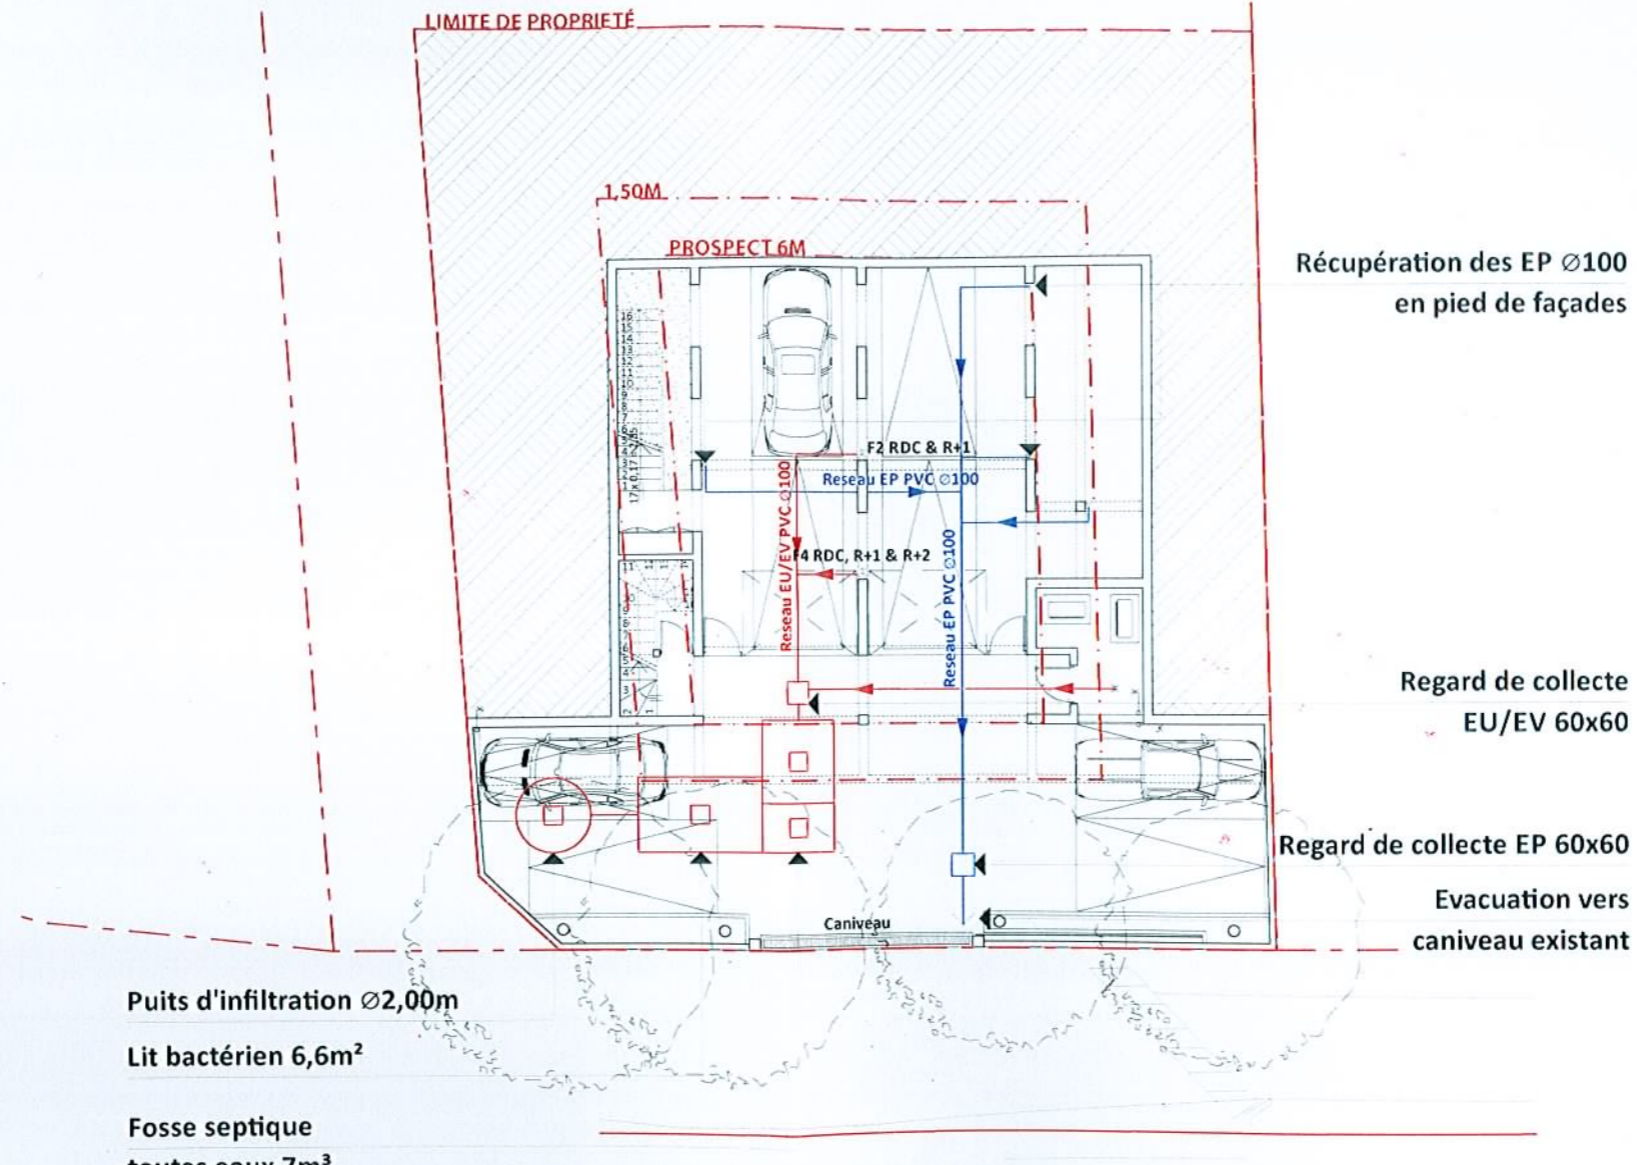 LIMITE DE PROPRIETÉ
1,50M
PROSPECT 6M
Récupération des EP ∅100
en pied de façades
F2 RDC & R+1
Reseau EP PVC ∅100
Reseau EU/EV PVC ∅100
F4 RDC, R+1 & R+2
Reseau EP PVC ∅100
Regard de collecte
EU/EV 60x60
Regard de collecte EP 60x60
Evacuation vers
caniveau existant
Caniveau
Puits d'infiltration ∅2,00m
Lit bactérien 6,6m²
Fosse septique
toutes eaux 7m³